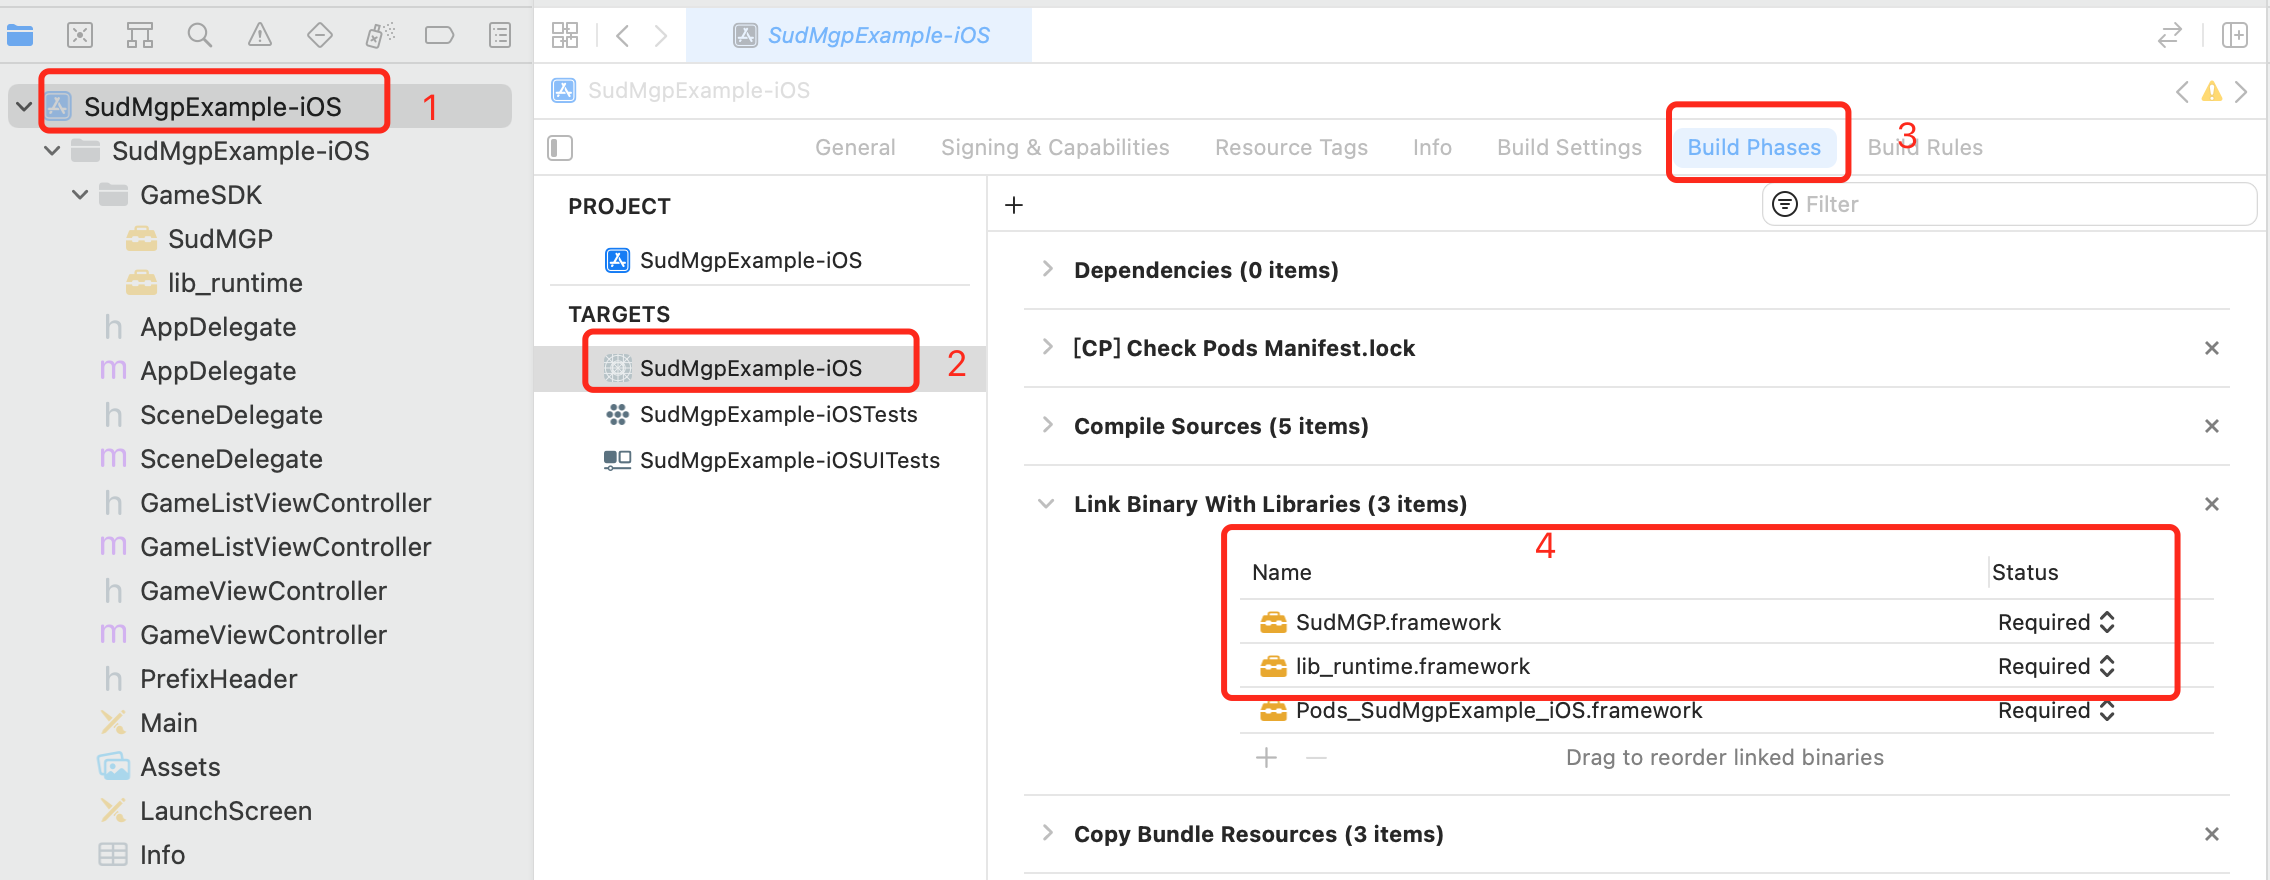 SudMgpExample-iOS
SudMgpExample-iOS
SudMgpExample-iOS 1
SudMgpExample-iOS
GameSDK
SudMGP
lib_runtime
h AppDelegate
m AppDelegate
h SceneDelegate
m SceneDelegate
h GameListViewController
m GameListViewController
h GameViewController
m GameViewController
h PrefixHeader
Main
Assets
LaunchScreen
Info
General Signing & Capabilities Resource Tags Info Build Settings Build Phases 3 Build Rules
PROJECT
SudMgpExample-iOS
TARGETS
SudMgpExample-iOS 2
SudMgpExample-iOSTests
SudMgpExample-iOSUITests
+ Filter
Dependencies (0 items)
[CP] Check Pods Manifest.lock
Compile Sources (5 items)
Link Binary With Libraries (3 items)
4
Name Status
SudMGP.framework Required
lib_runtime.framework Required
Pods_SudMgpExample_iOS.framework Required
+ — Drag to reorder linked binaries
Copy Bundle Resources (3 items)